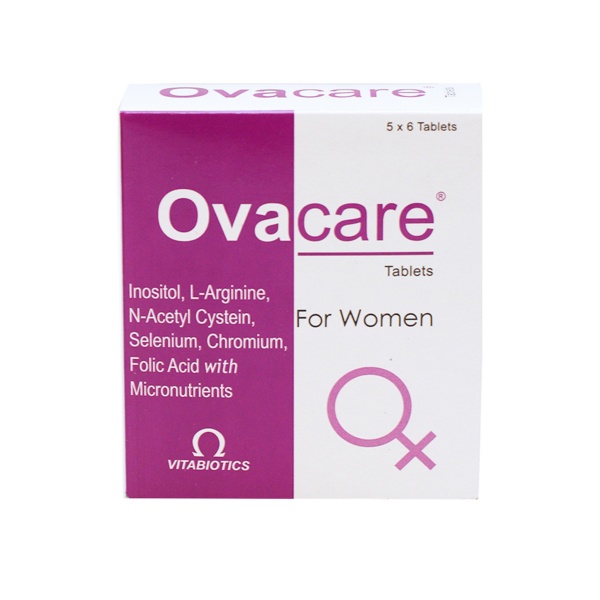 Ovacare®
Tablets
5 x 6 Tablets
Ovacare®
Tablets
Inositol, L-Arginine,
N-Acetyl Cystein,
Selenium, Chromium,
Folic Acid with
Micronutrients
For Women
VITABIOTICS